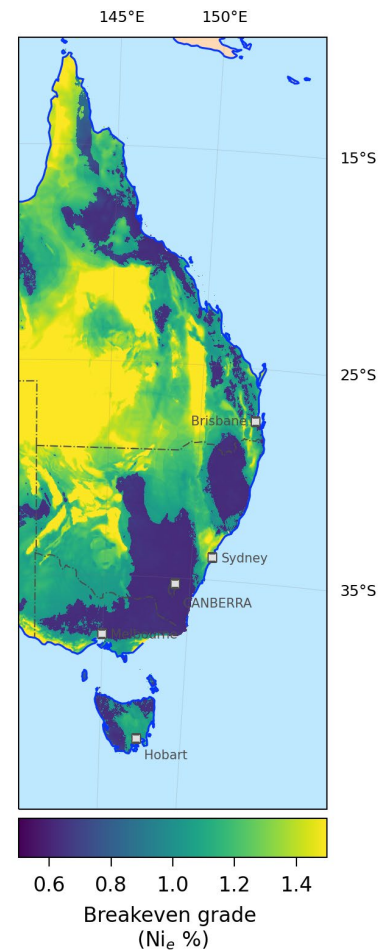 145°E 150°E
15°S
25°S
Brisbane
Sydney
35°S
CANBERRA
Melbourne
Hobart
0.6 0.8 1.0 1.2 1.4
Breakeven grade
(Niₑ %)